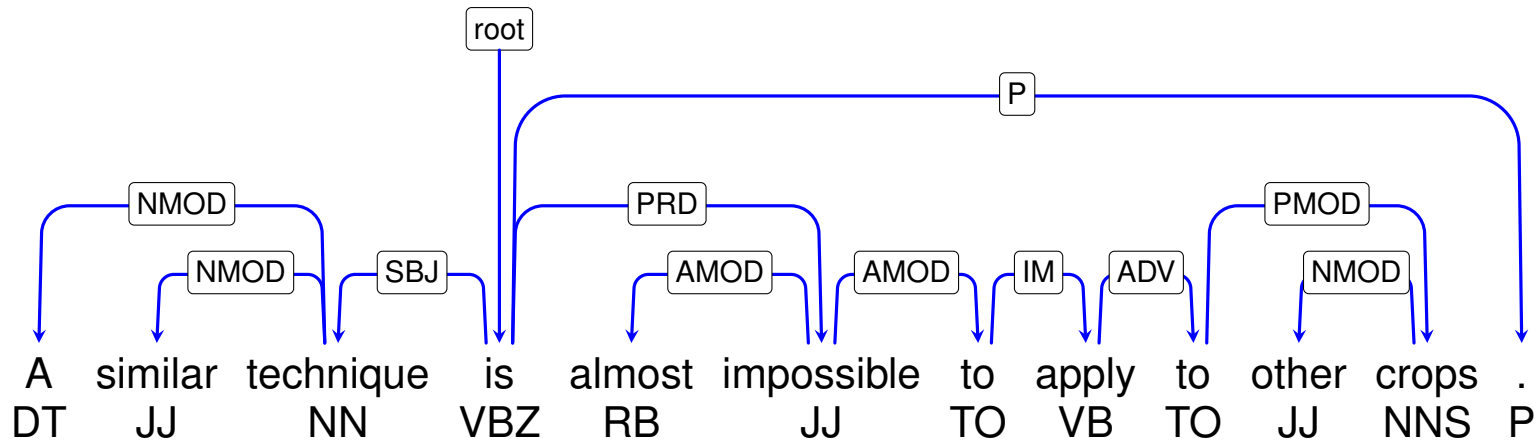 root
P
NMOD PRD PMOD
NMOD SBJ AMOD AMOD IM ADV NMOD
A similar technique is almost impossible to apply to other crops .
DT JJ NN VBZ RB JJ TO VB TO JJ NNS P